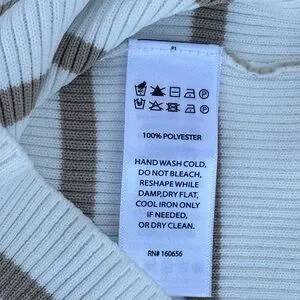 100% POLYESTER
HAND WASH COLD,
DO NOT BLEACH,
RESHAPE WHILE
DAMP,DRY FLAT,
COOL IRON ONLY
IF NEEDED,
OR DRY CLEAN.
RN# 160656